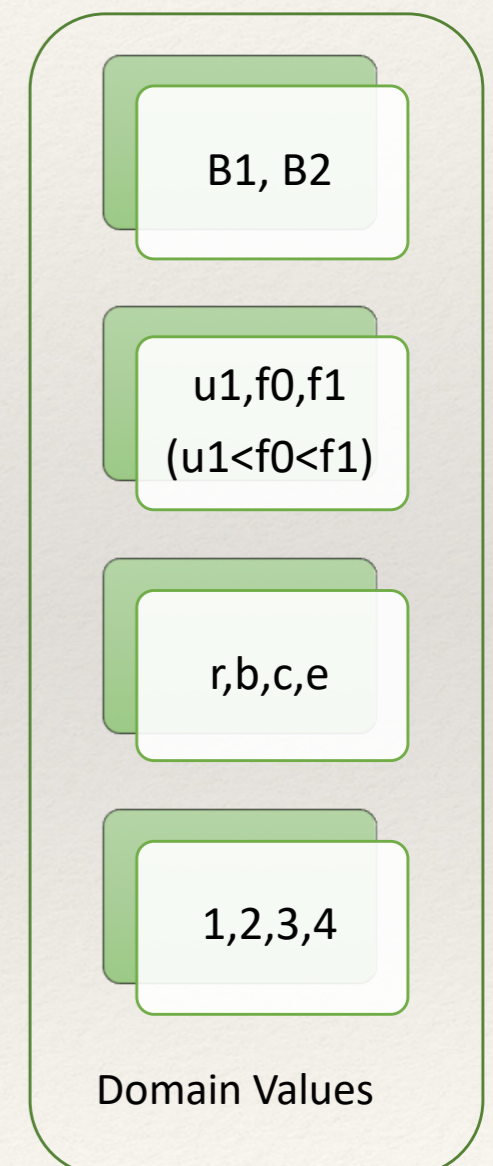 B1, B2
u1,f0,f1
(u1<f0<f1)
r,b,c,e
1,2,3,4
Domain Values